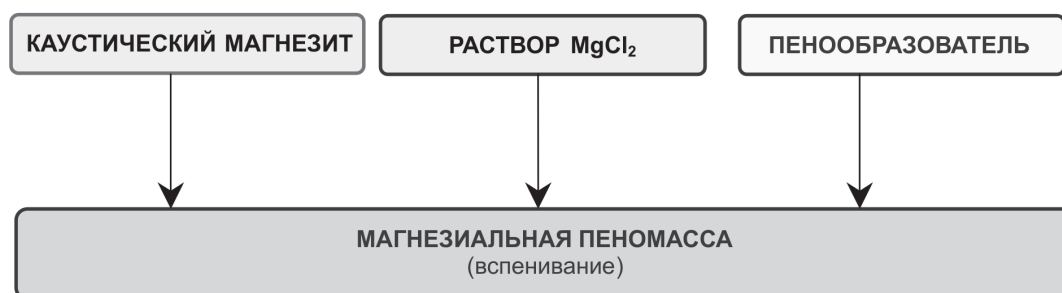 КАУСТИЧЕСКИЙ МАГНЕЗИТ
РАСТВОР MgCl₂
ПЕНООБРАЗОВАТЕЛЬ
МАГНЕЗИАЛЬНАЯ ПЕНОМАССА
(вспенивание)